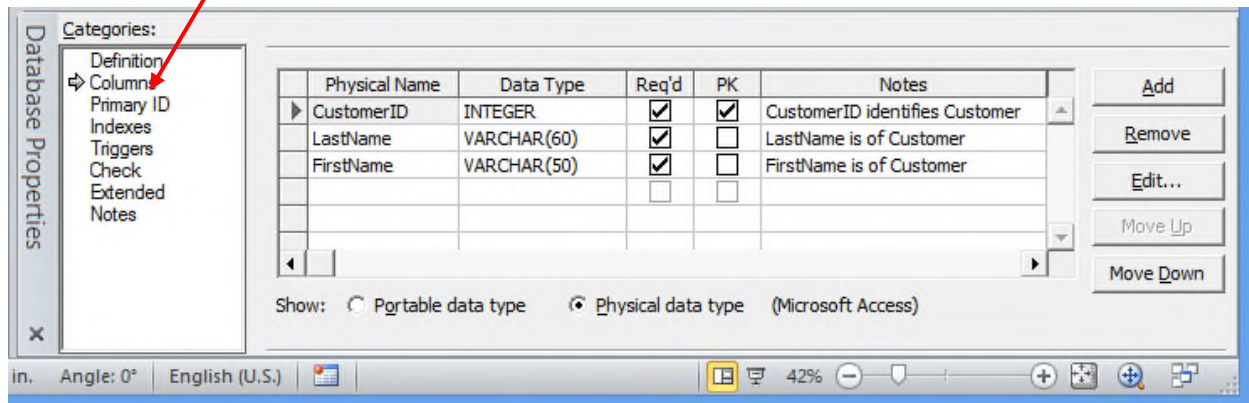 Database Properties
Categories:
Definition
Columns
Primary ID
Indexes
Triggers
Check
Extended
Notes
Physical Name Data Type Req'd PK Notes
CustomerID INTEGER CustomerID identifies Customer
LastName VARCHAR(60) LastName is of Customer
FirstName VARCHAR(50) FirstName is of Customer
Add
Remove
Edit...
Move Up
Move Down
Show: Portable data type Physical data type (Microsoft Access)
in. Angle: 0° English (U.S.) 42%